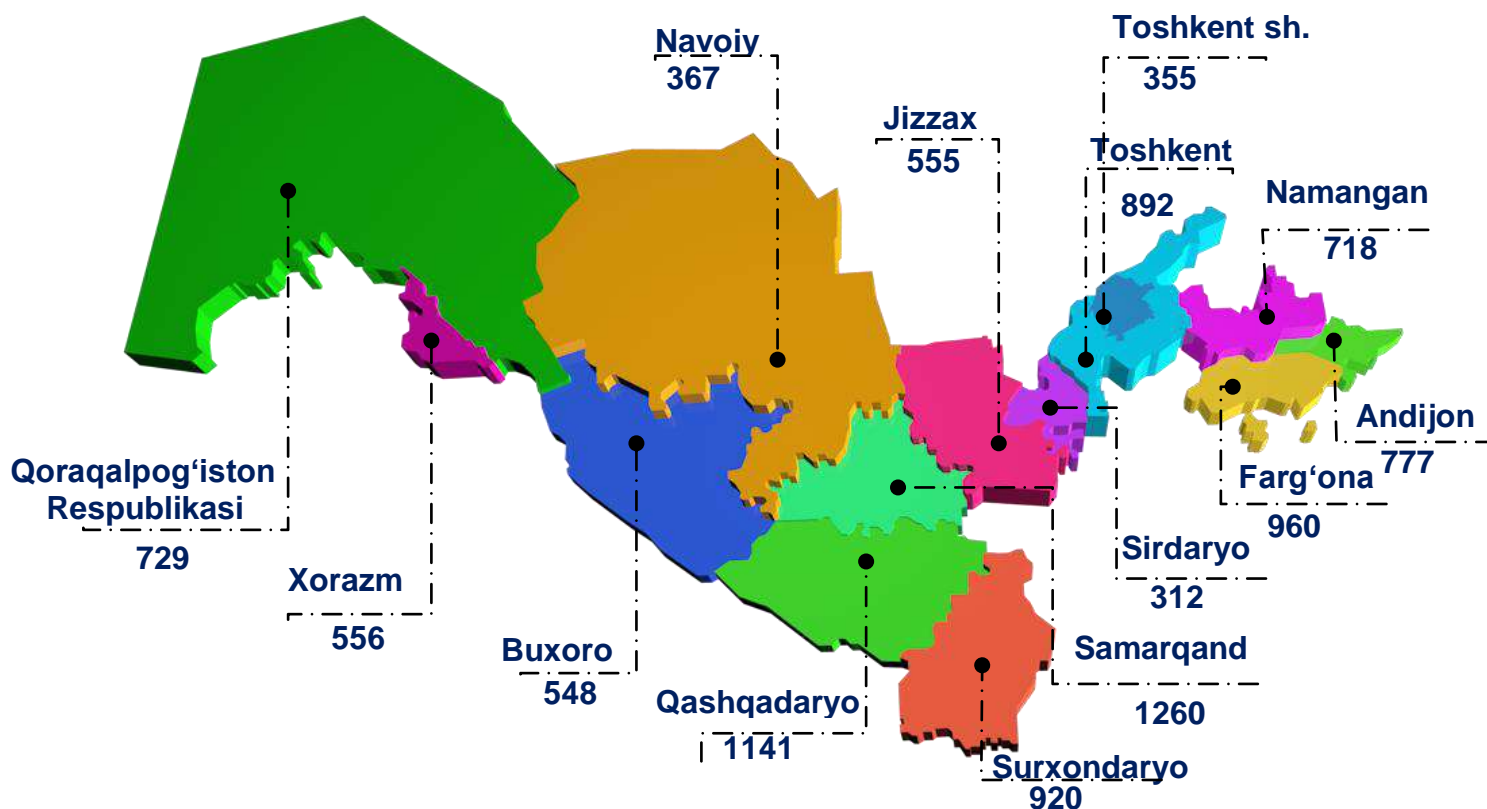 Navoiy
367
Toshkent sh.
355
Jizzax
555
Toshkent
892
Namangan
718
Andijon
777
Farg‘ona
960
Qoraqalpog‘iston
Respublikasi
729
Xorazm
556
Sirdaryo
312
Buxoro
548
Samarqand
1260
Qashqadaryo
1141
Surxondaryo
920